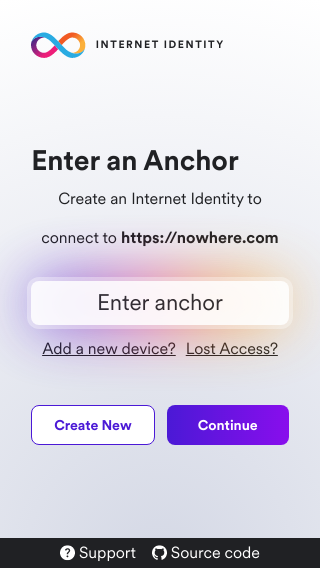 INTERNET IDENTITY
Enter an Anchor
Create an Internet Identity to
connect to https://nowhere.com
Enter anchor
Add a new device? Lost Access?
Create New Continue
? Support Source code